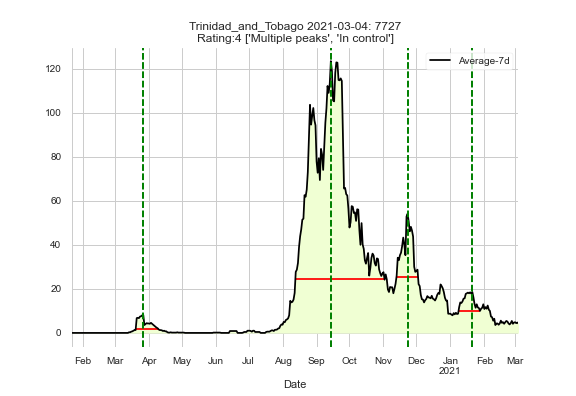 Trinidad_and_Tobago 2021-03-04: 7727
Rating:4 ['Multiple peaks', 'In control']
Average-7d
120
100
80
60
40
20
0
Feb Mar Apr May Jun Jul Aug Sep Oct Nov Dec Jan Feb Mar
2021
Date